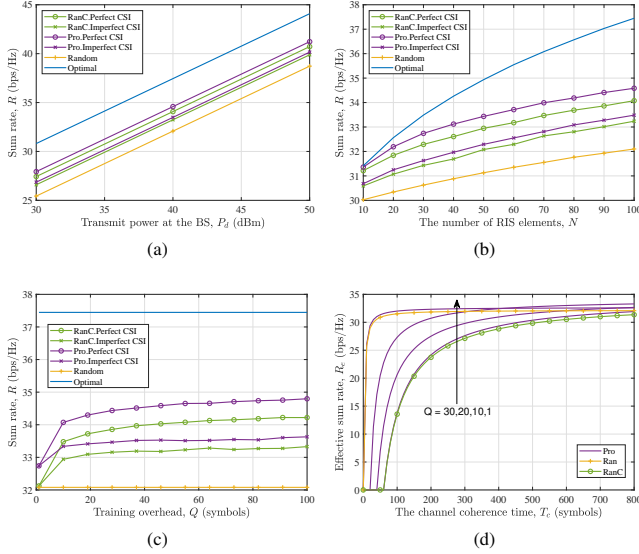 45
40
35
30
25
30
40
50
Sum rate, R (bps/Hz)
Transmit power at the BS, P_d (dBm)
RanC.Perfect CSI
RanC.Imperfect CSI
Pro.Perfect CSI
Pro.Imperfect CSI
Random
Optimal
(a)
38
37
36
35
34
33
32
31
30
10 20 30 40 50 60 70 80 90 100
Sum rate, R (bps/Hz)
The number of RIS elements, N
RanC.Perfect CSI
RanC.Imperfect CSI
Pro.Perfect CSI
Pro.Imperfect CSI
Random
Optimal
(b)
38
37
36
35
34
33
32
0 20 40 60 80 100
Sum rate, R (bps/Hz)
Training overhead, Q (symbols)
RanC.Perfect CSI
RanC.Imperfect CSI
Pro.Perfect CSI
Pro.Imperfect CSI
Random
Optimal
(c)
35
30
25
20
15
10
5
0
0 100 200 300 400 500 600 700 800
Effective sum rate, R_e (bps/Hz)
The channel coherence time, T_c (symbols)
Q = 30,20,10,1
Pro
Ran
RanC
(d)